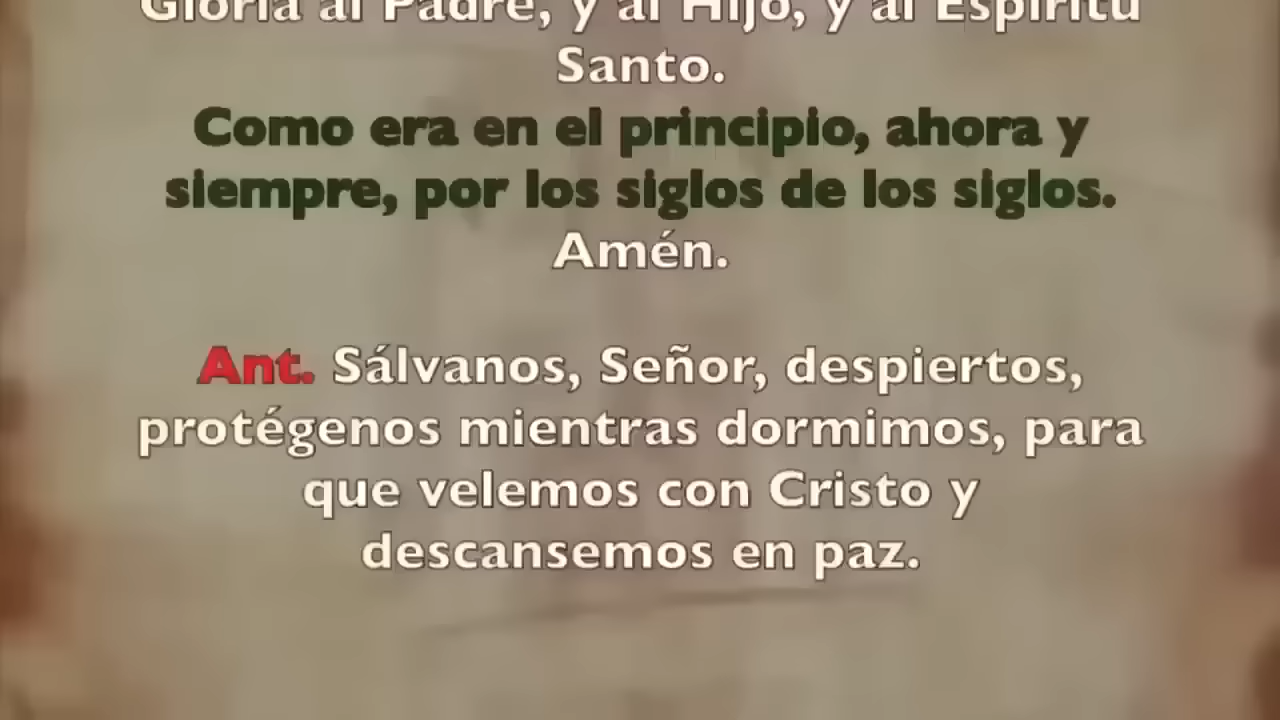 Gloria al Padre, y al Hijo, y al Espíritu
Santo.
Como era en el principio, ahora y
siempre, por los siglos de los siglos.
Amén.
Ant. Sálvanos, Señor, despiertos,
protégenos mientras dormimos, para
que velemos con Cristo y
descansemos en paz.